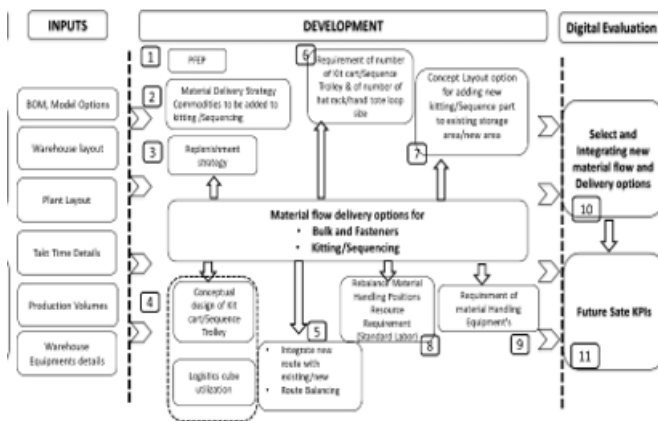 INPUTS
DEVELOPMENT
Digital Evaluation
BOM, Model Options
Warehouse layout
Plant Layout
Takt Time Details
Production Volumes
Warehouse
Equipments details
1
PFEP
2
Material Delivery Strategy
Commodities to be added to
kitting /Sequencing
3
Replenishment
strategy
6
Requirement of number
of Kit cart/Sequence
Trolley & of number of
hat rack/hand tote loop
size
Concept Layout option
for adding new
kitting/Sequence part
to existing storage
area/new area
7
Material flow delivery options for
• Bulk and Fasteners
• Kitting/Sequencing
4
Conceptual
design of Kit
cart/Sequence
Trolley
Logistics cube
utilization
5
• Integrate new
route with
existing/new
• Route Balancing
Rebalance Material
Handling Positions
Resource
Requirement
(Standard Labor)
8
Requirement of
material Handling
Equipment's
9
Select and
Integrating new
material flow and
Delivery options
10
Future Sate KPIs
11